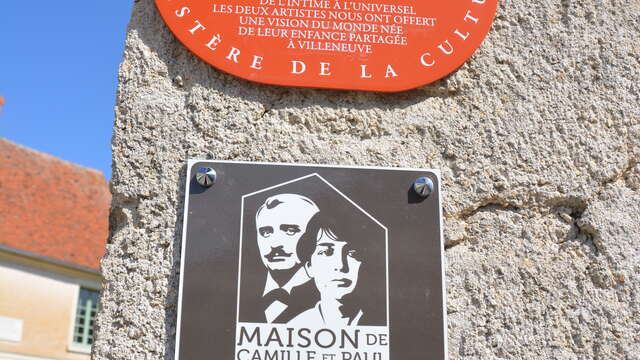 DE L'INTIME À L'UNIVERSEL
LES DEUX ARTISTES NOUS ONT OFFERT
UNE VISION DU MONDE NÉE
DE LEUR ENFANCE PARTAGÉE
À VILLENEUVE
STÈRE DE LA CULTU
MAISON DE
CAMILLE ET PAUL